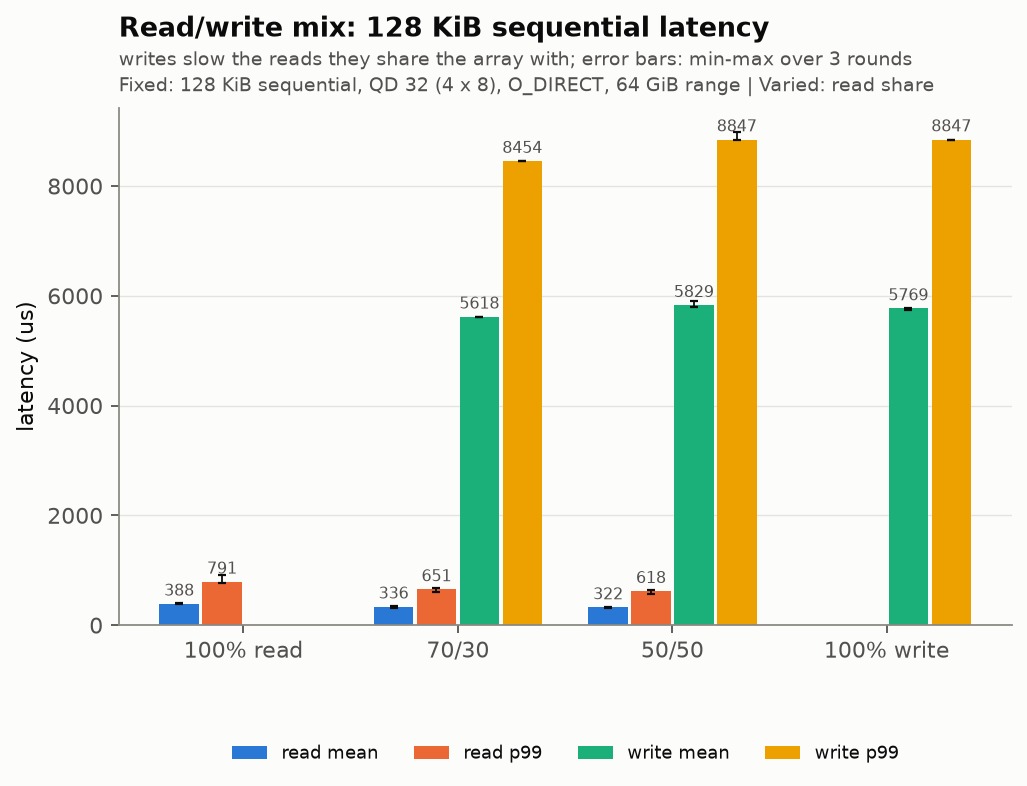 Read/write mix: 128 KiB sequential latency
writes slow the reads they share the array with; error bars: min-max over 3 rounds
Fixed: 128 KiB sequential, QD 32 (4 x 8), O_DIRECT, 64 GiB range | Varied: read share
latency (us)
8000
6000
4000
2000
0
388
791
336
651
5618
8454
322
618
5829
8847
5769
8847
100% read
70/30
50/50
100% write
read mean
read p99
write mean
write p99